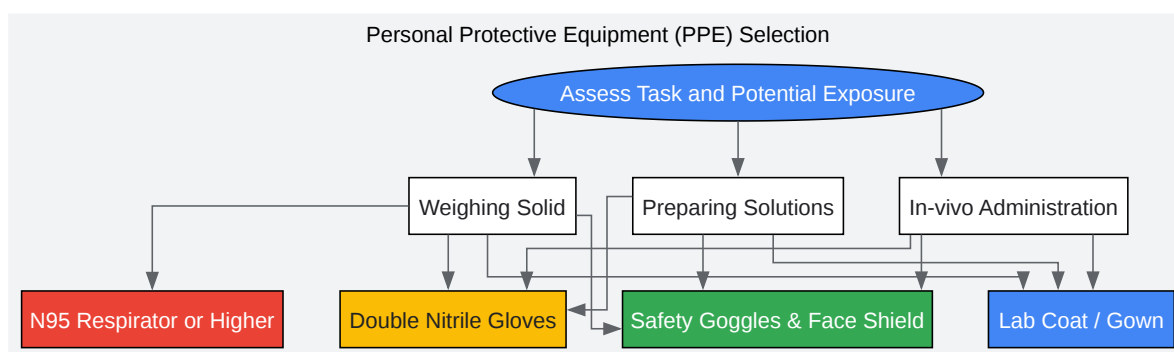 Personal Protective Equipment (PPE) Selection
Assess Task and Potential Exposure
Weighing Solid
Preparing Solutions
In-vivo Administration
N95 Respirator or Higher
Double Nitrile Gloves
Safety Goggles & Face Shield
Lab Coat / Gown